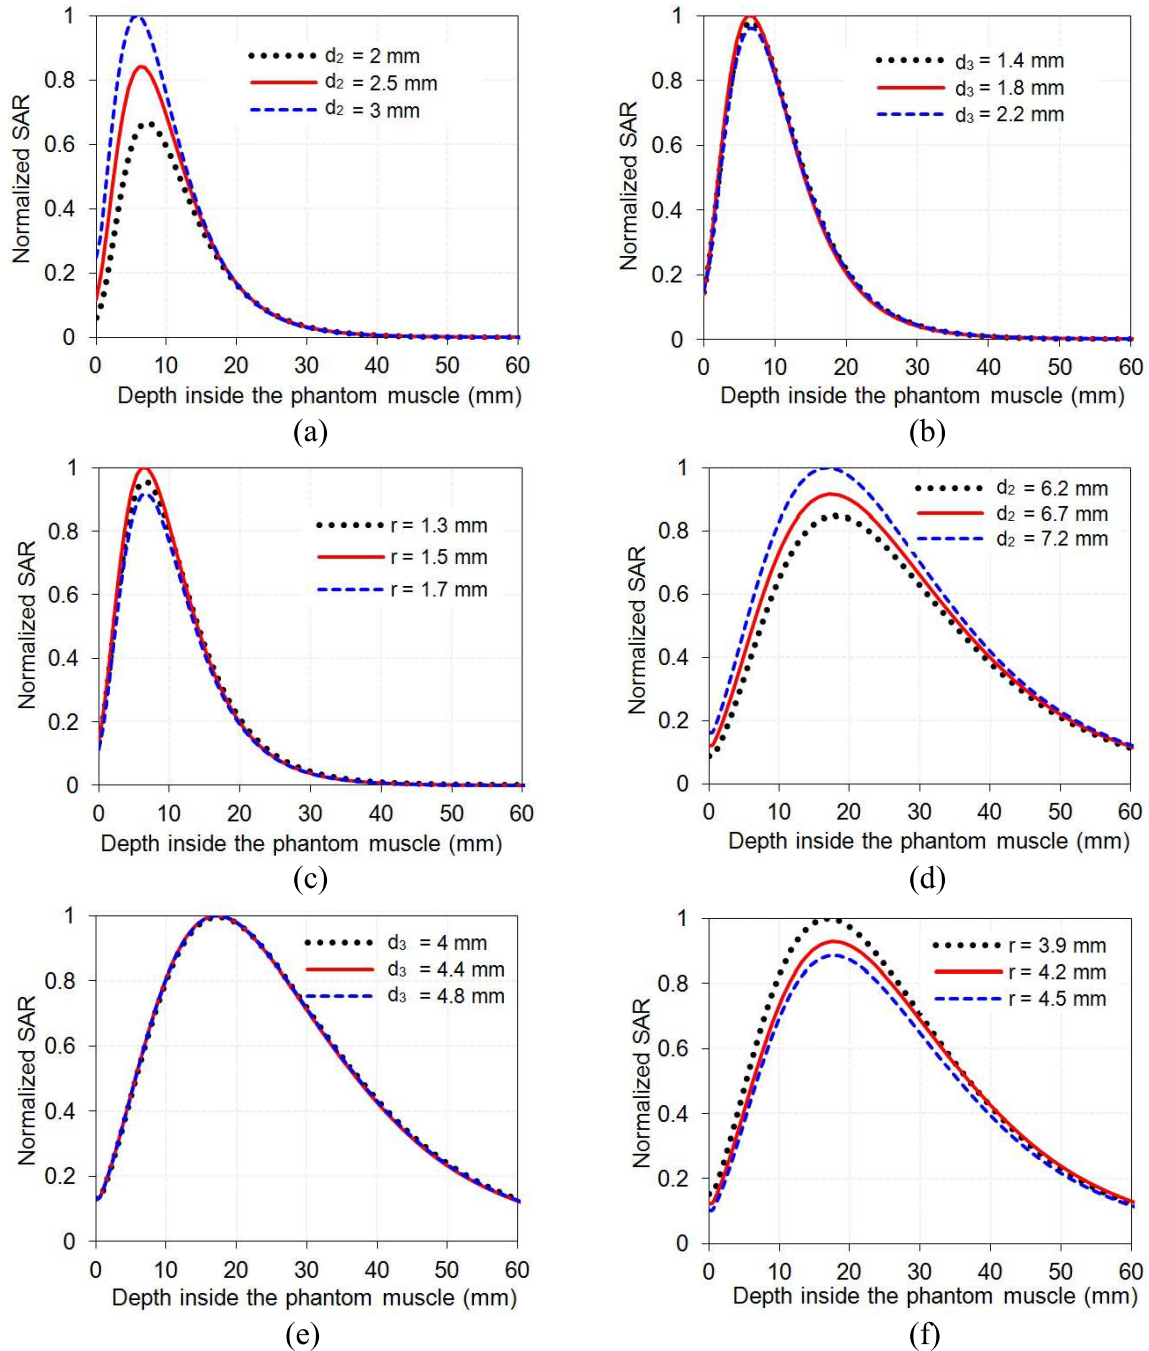 1
0.8
0.6
0.4
0.2
0
Normalized SAR
d2 = 2 mm
d2 = 2.5 mm
d2 = 3 mm
0 10 20 30 40 50 60
Depth inside the phantom muscle (mm)
(a)
1
0.8
0.6
0.4
0.2
0
Normalized SAR
d3 = 1.4 mm
d3 = 1.8 mm
d3 = 2.2 mm
0 10 20 30 40 50 60
Depth inside the phantom muscle (mm)
(b)
1
0.8
0.6
0.4
0.2
0
Normalized SAR
r = 1.3 mm
r = 1.5 mm
r = 1.7 mm
0 10 20 30 40 50 60
Depth inside the phantom muscle (mm)
(c)
1
0.8
0.6
0.4
0.2
0
Normalized SAR
d2 = 6.2 mm
d2 = 6.7 mm
d2 = 7.2 mm
0 10 20 30 40 50 60
Depth inside the phantom muscle (mm)
(d)
1
0.8
0.6
0.4
0.2
0
Normalized SAR
d3 = 4 mm
d3 = 4.4 mm
d3 = 4.8 mm
0 10 20 30 40 50 60
Depth inside the phantom muscle (mm)
(e)
1
0.8
0.6
0.4
0.2
0
Normalized SAR
r = 3.9 mm
r = 4.2 mm
r = 4.5 mm
0 10 20 30 40 50 60
Depth inside the phantom muscle (mm)
(f)